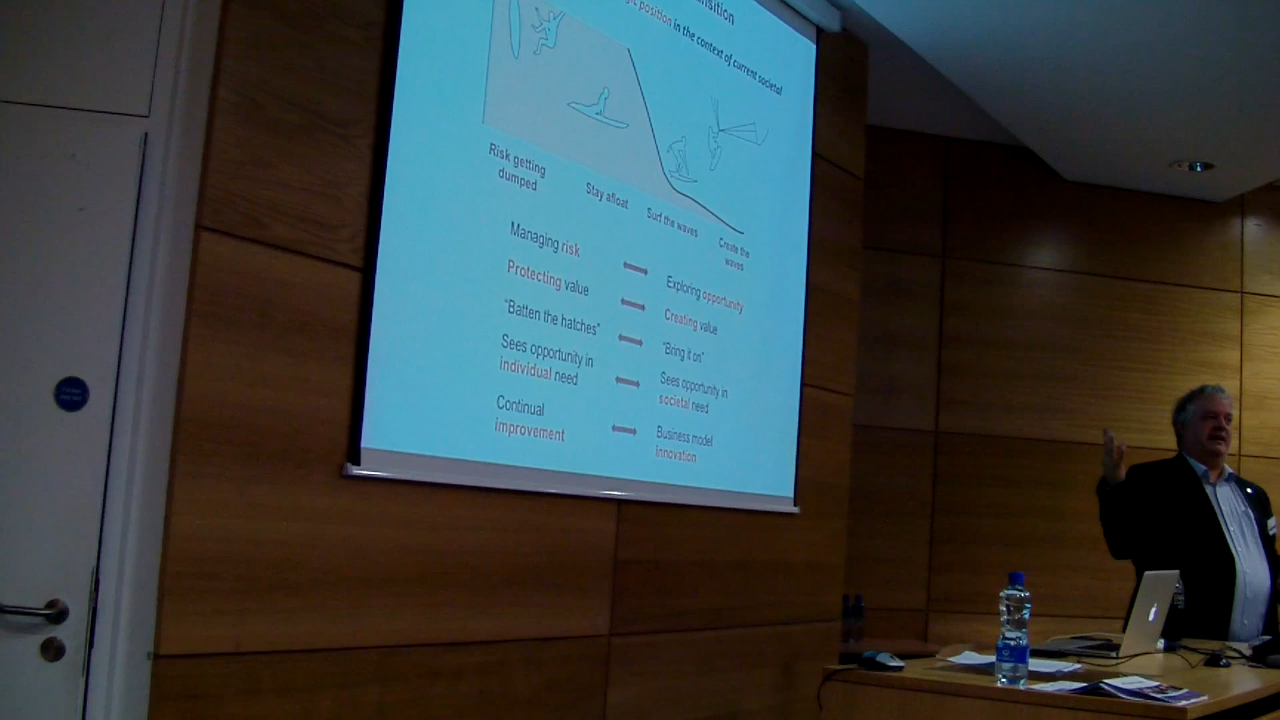 position in the context of current societal
Risk getting
dumped
Stay afloat
Surf the waves
Create the
waves
Managing risk
Exploring opportunity
Protecting value
Creating value
"Batten the hatches"
"Bring it on"
Sees opportunity in
individual need
Sees opportunity in
societal need
Continual
improvement
Business model
innovation